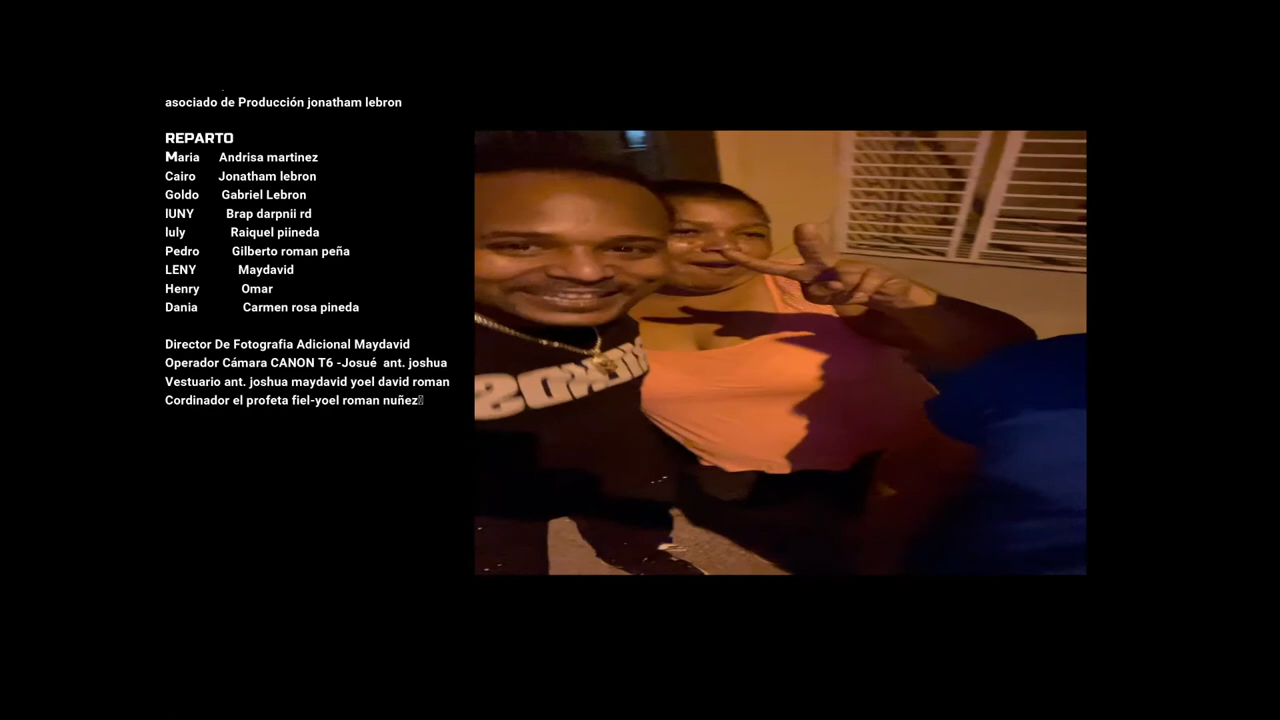 asociado de Producción jonatham lebron
REPARTO
Maria Andrisa martinez
Cairo Jonatham lebron
Goldo Gabriel Lebron
lUNY Brap darpnii rd
luly Raiquel piineda
Pedro Gilberto roman peña
LENY Maydavid
Henry Omar
Dania Carmen rosa pineda
Director De Fotografia Adicional Maydavid
Operador Cámara CANON T6 -Josué ant. joshua
Vestuario ant. joshua maydavid yoel david roman
Cordinador el profeta fiel-yoel roman nuñez